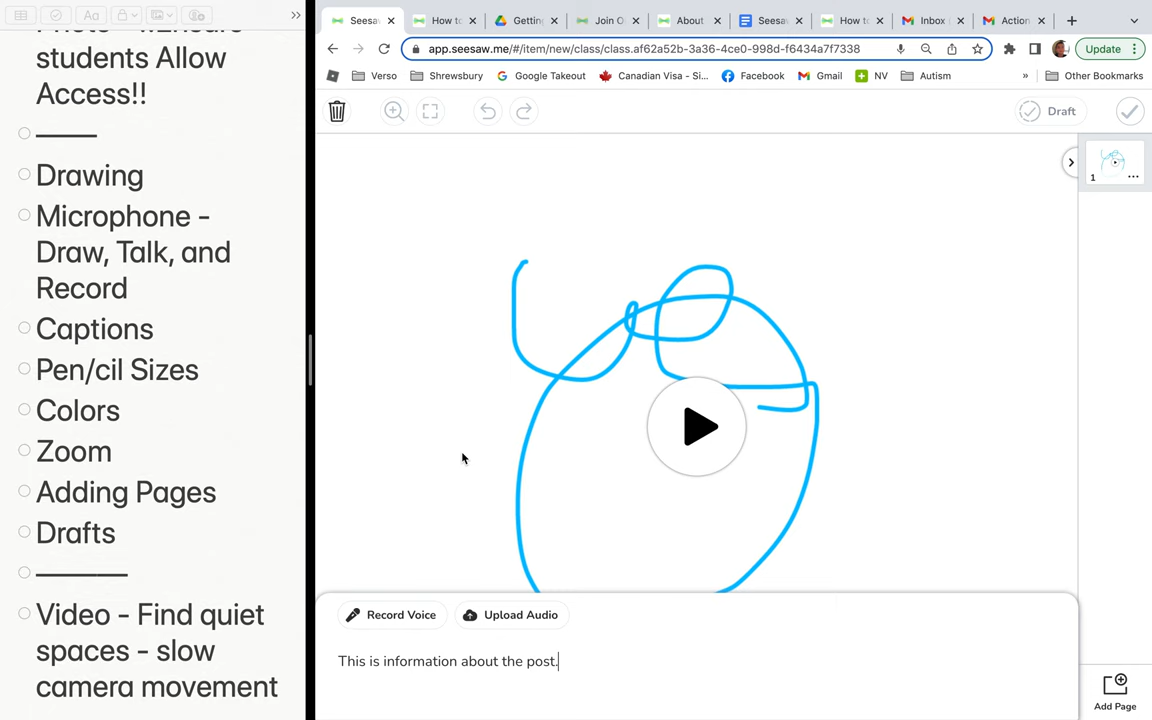 students Allow
Access!!
Drawing
Microphone -
Draw, Talk, and
Record
Captions
Pen/cil Sizes
Colors
Zoom
Adding Pages
Drafts
Video - Find quiet
spaces - slow
camera movement
Aa
Seesaw
How to
Getting
Join O
About
Seesa
How to
Inbox
Action
app.seesaw.me/#/item/new/class/class.af62a52b-3a36-4ce0-998d-f6434a7f7338
Update
Verso
Shrewsbury
Google Takeout
Canadian Visa - Si...
Facebook
Gmail
NV
Autism
»
Other Bookmarks
Draft
1
Record Voice
Upload Audio
This is information about the post.
Add Page